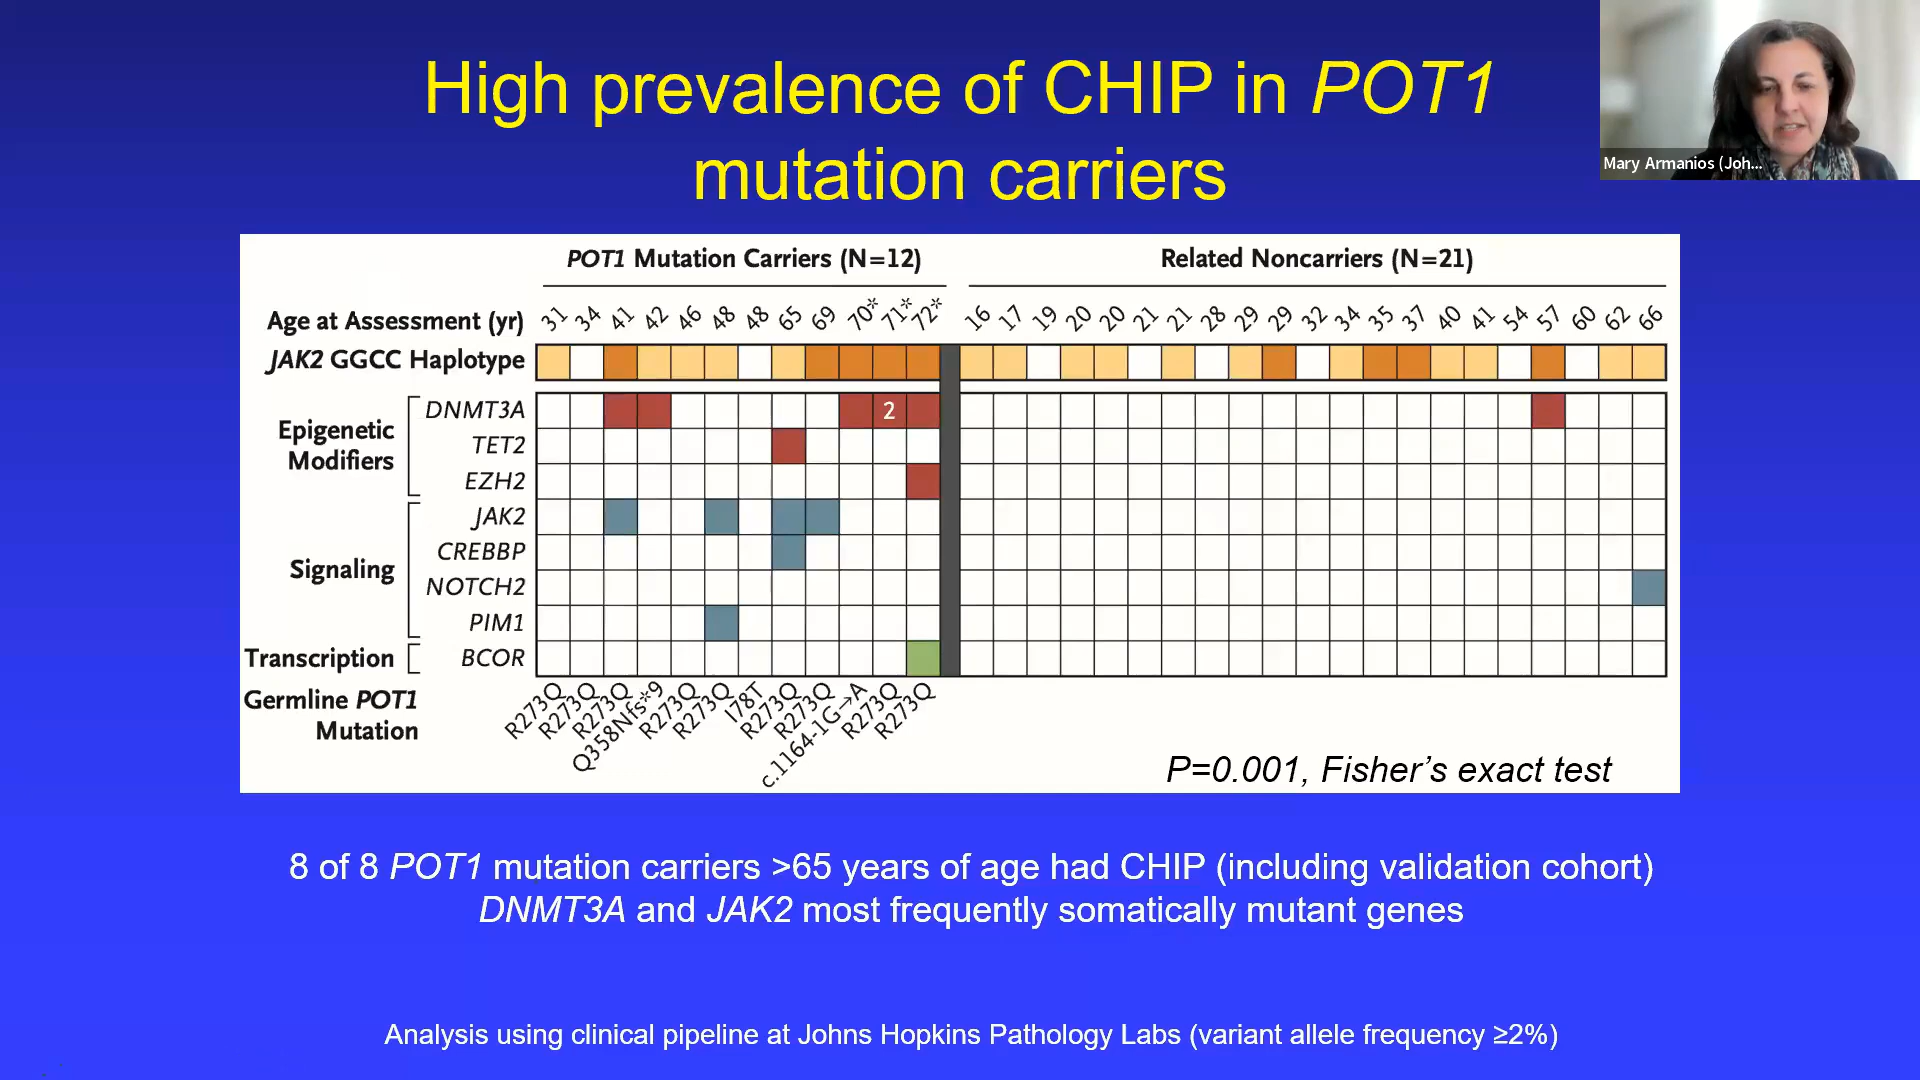 High prevalence of CHIP in POT1
mutation carriers
Mary Armanios (Joh...
POT1 Mutation Carriers (N=12)
Related Noncarriers (N=21)
Age at Assessment (yr) 31 34 41 42 46 48 48 65 69 70* 71* 72* 16 17 19 20 20 21 21 28 29 29 32 34 35 37 40 41 54 57 60 62 66
JAK2 GGCC Haplotype
Epigenetic
Modifiers
DNMT3A 2
TET2
EZH2
Signaling
JAK2
CREBBP
NOTCH2
PIM1
Transcription BCOR
Germline POT1
Mutation
R273Q R273Q R273Q Q358Nfs*9 R273Q R273Q I78T R273Q R273Q c.1164-1G→A R273Q R273Q
P=0.001, Fisher’s exact test
8 of 8 POT1 mutation carriers >65 years of age had CHIP (including validation cohort)
DNMT3A and JAK2 most frequently somatically mutant genes
Analysis using clinical pipeline at Johns Hopkins Pathology Labs (variant allele frequency ≥2%)